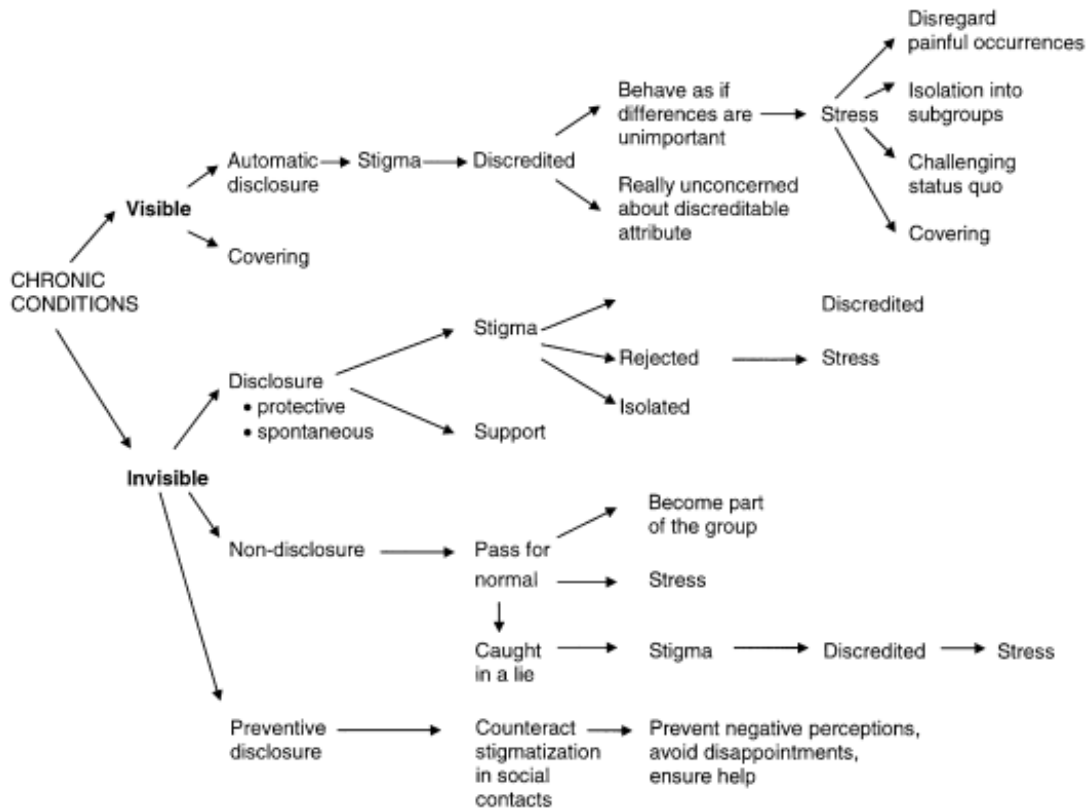 Disregard
painful occurrences
Behave as if
differences are
unimportant
Stress
Isolation into
subgroups
Automatic
disclosure
Stigma
Discredited
Challenging
status quo
Really unconcerned
about discreditable
attribute
Visible
Covering
Covering
CHRONIC
CONDITIONS
Stigma
Discredited
Rejected
Stress
Disclosure
• protective
• spontaneous
Isolated
Support
Invisible
Become part
of the group
Non-disclosure
Pass for
normal
Stress
Caught
in a lie
Stigma
Discredited
Stress
Preventive
disclosure
Counteract
stigmatization
in social
contacts
Prevent negative perceptions,
avoid disappointments,
ensure help